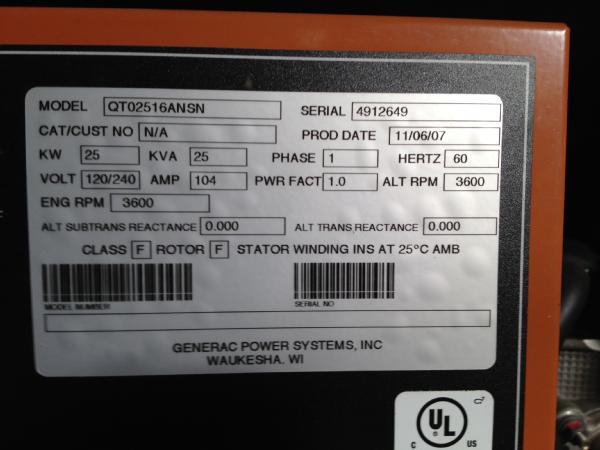 MODEL QT02516ANSN SERIAL 4912649
CAT/CUST NO N/A PROD DATE 11/06/07
KW 25 KVA 25 PHASE 1 HERTZ 60
VOLT 120/240 AMP 104 PWR FACT 1.0 ALT RPM 3600
ENG RPM 3600
ALT SUBTRANS REACTANCE 0.000 ALT TRANS REACTANCE 0.000
CLASS F ROTOR F STATOR WINDING INS AT 25°C AMB
MODEL NUMBER SERIAL NO
GENERAC POWER SYSTEMS, INC
WAUKESHA. WI
UL
C US